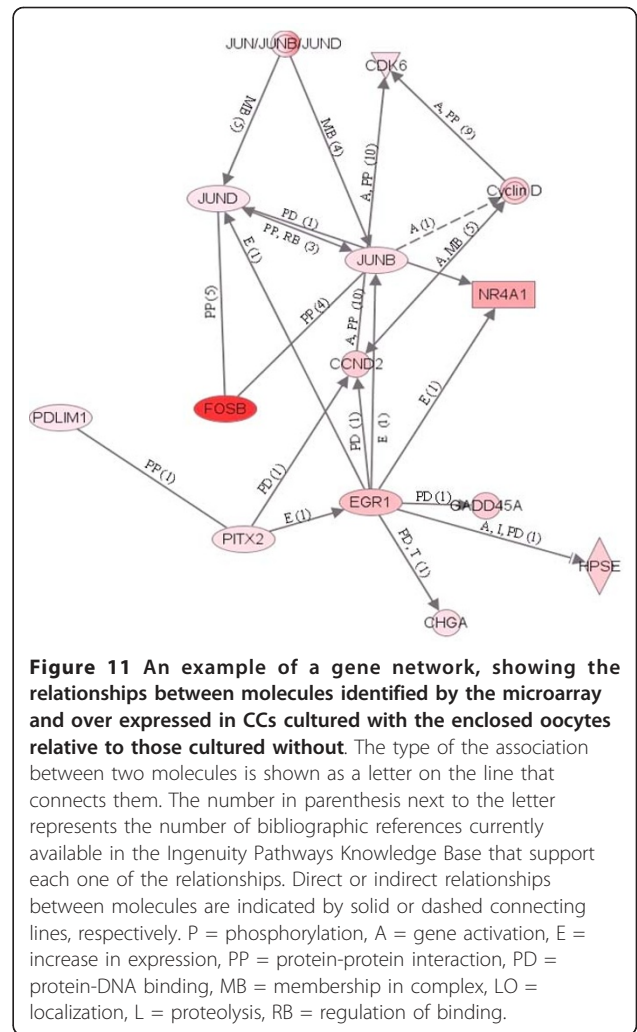 JUN/JUNB/JUND
CDK6
MB (5)
MB (4)
A, PP (10)
A, PP (9)
Cyclin D
JUND
PD (1)
PP, RB (3)
A (1)
E (1)
JUNB
A, MB (5)
NR4A1
PP (5)
PP (4)
A, PP (10)
CCND2
FOSB
PDLIM1
E (1)
PD (1)
E (1)
PP (1)
PD (1)
EGR1
PD (1)
GADD45A
E (1)
PITX2
A, I, PD (1)
HPSE
PD, T (1)
CHGA
Figure 11 An example of a gene network, showing the
relationships between molecules identified by the microarray
and over expressed in CCs cultured with the enclosed oocytes
relative to those cultured without. The type of the association
between two molecules is shown as a letter on the line that
connects them. The number in parenthesis next to the letter
represents the number of bibliographic references currently
available in the Ingenuity Pathways Knowledge Base that support
each one of the relationships. Direct or indirect relationships
between molecules are indicated by solid or dashed connecting
lines, respectively. P = phosphorylation, A = gene activation, E =
increase in expression, PP = protein-protein interaction, PD =
protein-DNA binding, MB = membership in complex, LO =
localization, L = proteolysis, RB = regulation of binding.